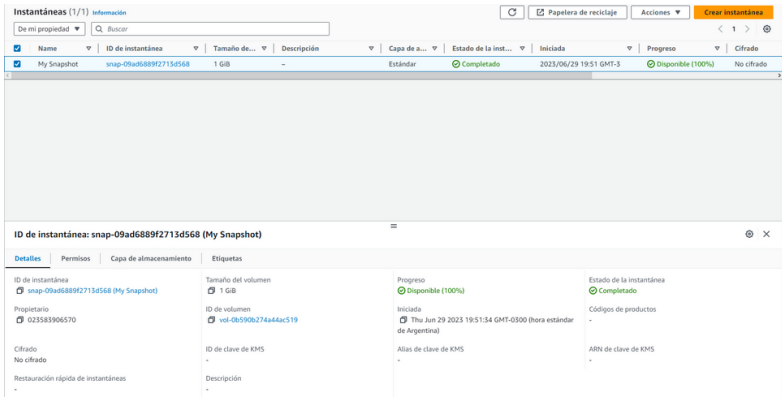 Instantáneas (1/1) Información
Papelera de reciclaje Acciones Crear instantánea
De mi propiedad Buscar 1
Name ID de instantánea Tamaño de... Descripción Capa de a... Estado de la inst... Iniciada Progreso Cifrado
My Snapshot snap-09ad6889f2713d568 1 GiB – Estándar Completado 2023/06/29 19:51 GMT-3 Disponible (100%) No cifrado
ID de instantánea: snap-09ad6889f2713d568 (My Snapshot)
Detalles Permisos Capa de almacenamiento Etiquetas
ID de instantánea Tamaño del volumen Progreso Estado de la instantánea
snap-09ad6889f2713d568 (My Snapshot) 1 GiB Disponible (100%) Completado
Propietario ID de volumen Iniciada Códigos de productos
023583906570 vol-0b590b274a44ac519 Thu Jun 29 2023 19:51:34 GMT-0300 (hora estándar -
de Argentina)
Cifrado ID de clave de KMS Alias de clave de KMS ARN de clave de KMS
No cifrado - - -
Restauración rápida de instantáneas Descripción
- -